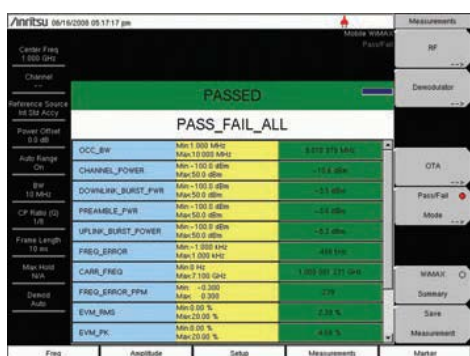 Anritsu 06/16/2008 05:17:17 pm
Measurements
Mobile WiMAX
Pass/Fail
Center Freq
1.000 GHz
Channel
--
Reference Source
Int Std Accy
Power Offset
0.0 dB
Auto Range
On
BW
10 MHz
CP Ratio (G)
1/8
Frame Length
10 ms
Max Hold
N/A
Demod
Auto
PASSED
PASS_FAIL_ALL
OCC_BW Min:1.000 MHz
Max:10.000 MHz
CHANNEL_POWER Min:-100.0 dBm
Max:50.0 dBm
DOWNLINK_BURST_PWR Min:-100.0 dBm
Max:50.0 dBm
PREAMBLE_PWR Min:-100.0 dBm
Max:50.0 dBm
UPLINK_BURST_POWER Min:-100.0 dBm
Max:50.0 dBm
FREQ_ERROR Min:-1.000 kHz
Max:1.000 kHz
CARR_FREQ Min:0 Hz
Max:7.100 GHz
FREQ_ERROR_PPM Min: -0.300
Max: 0.300
EVM_RMS Min:0.00 %
Max:20.00 %
EVM_PK Min:0.00 %
Max:20.00 %
RF
-->
Demodulator
-->
OTA
-->
Pass/Fail
Mode
-->
WiMAX
Summary
Save
Measurement
Freq Amplitude Setup Measurements Marker